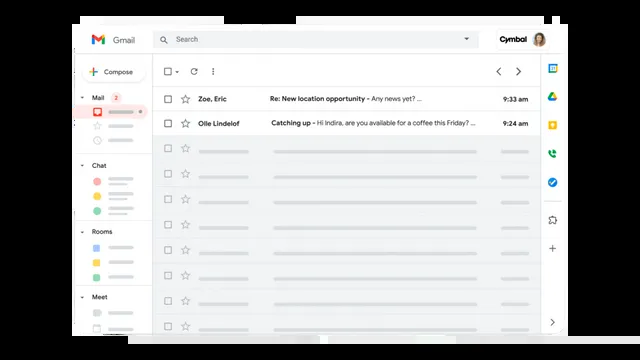 Gmail
Search
Cymbal
Compose
Mail 2
Zoe, Eric Re: New location opportunity - Any news yet? ... 9:33 am
Olle Lindelof Catching up - Hi Indira, are you available for a coffee this Friday? ... 9:24 am
Chat
Rooms
Meet